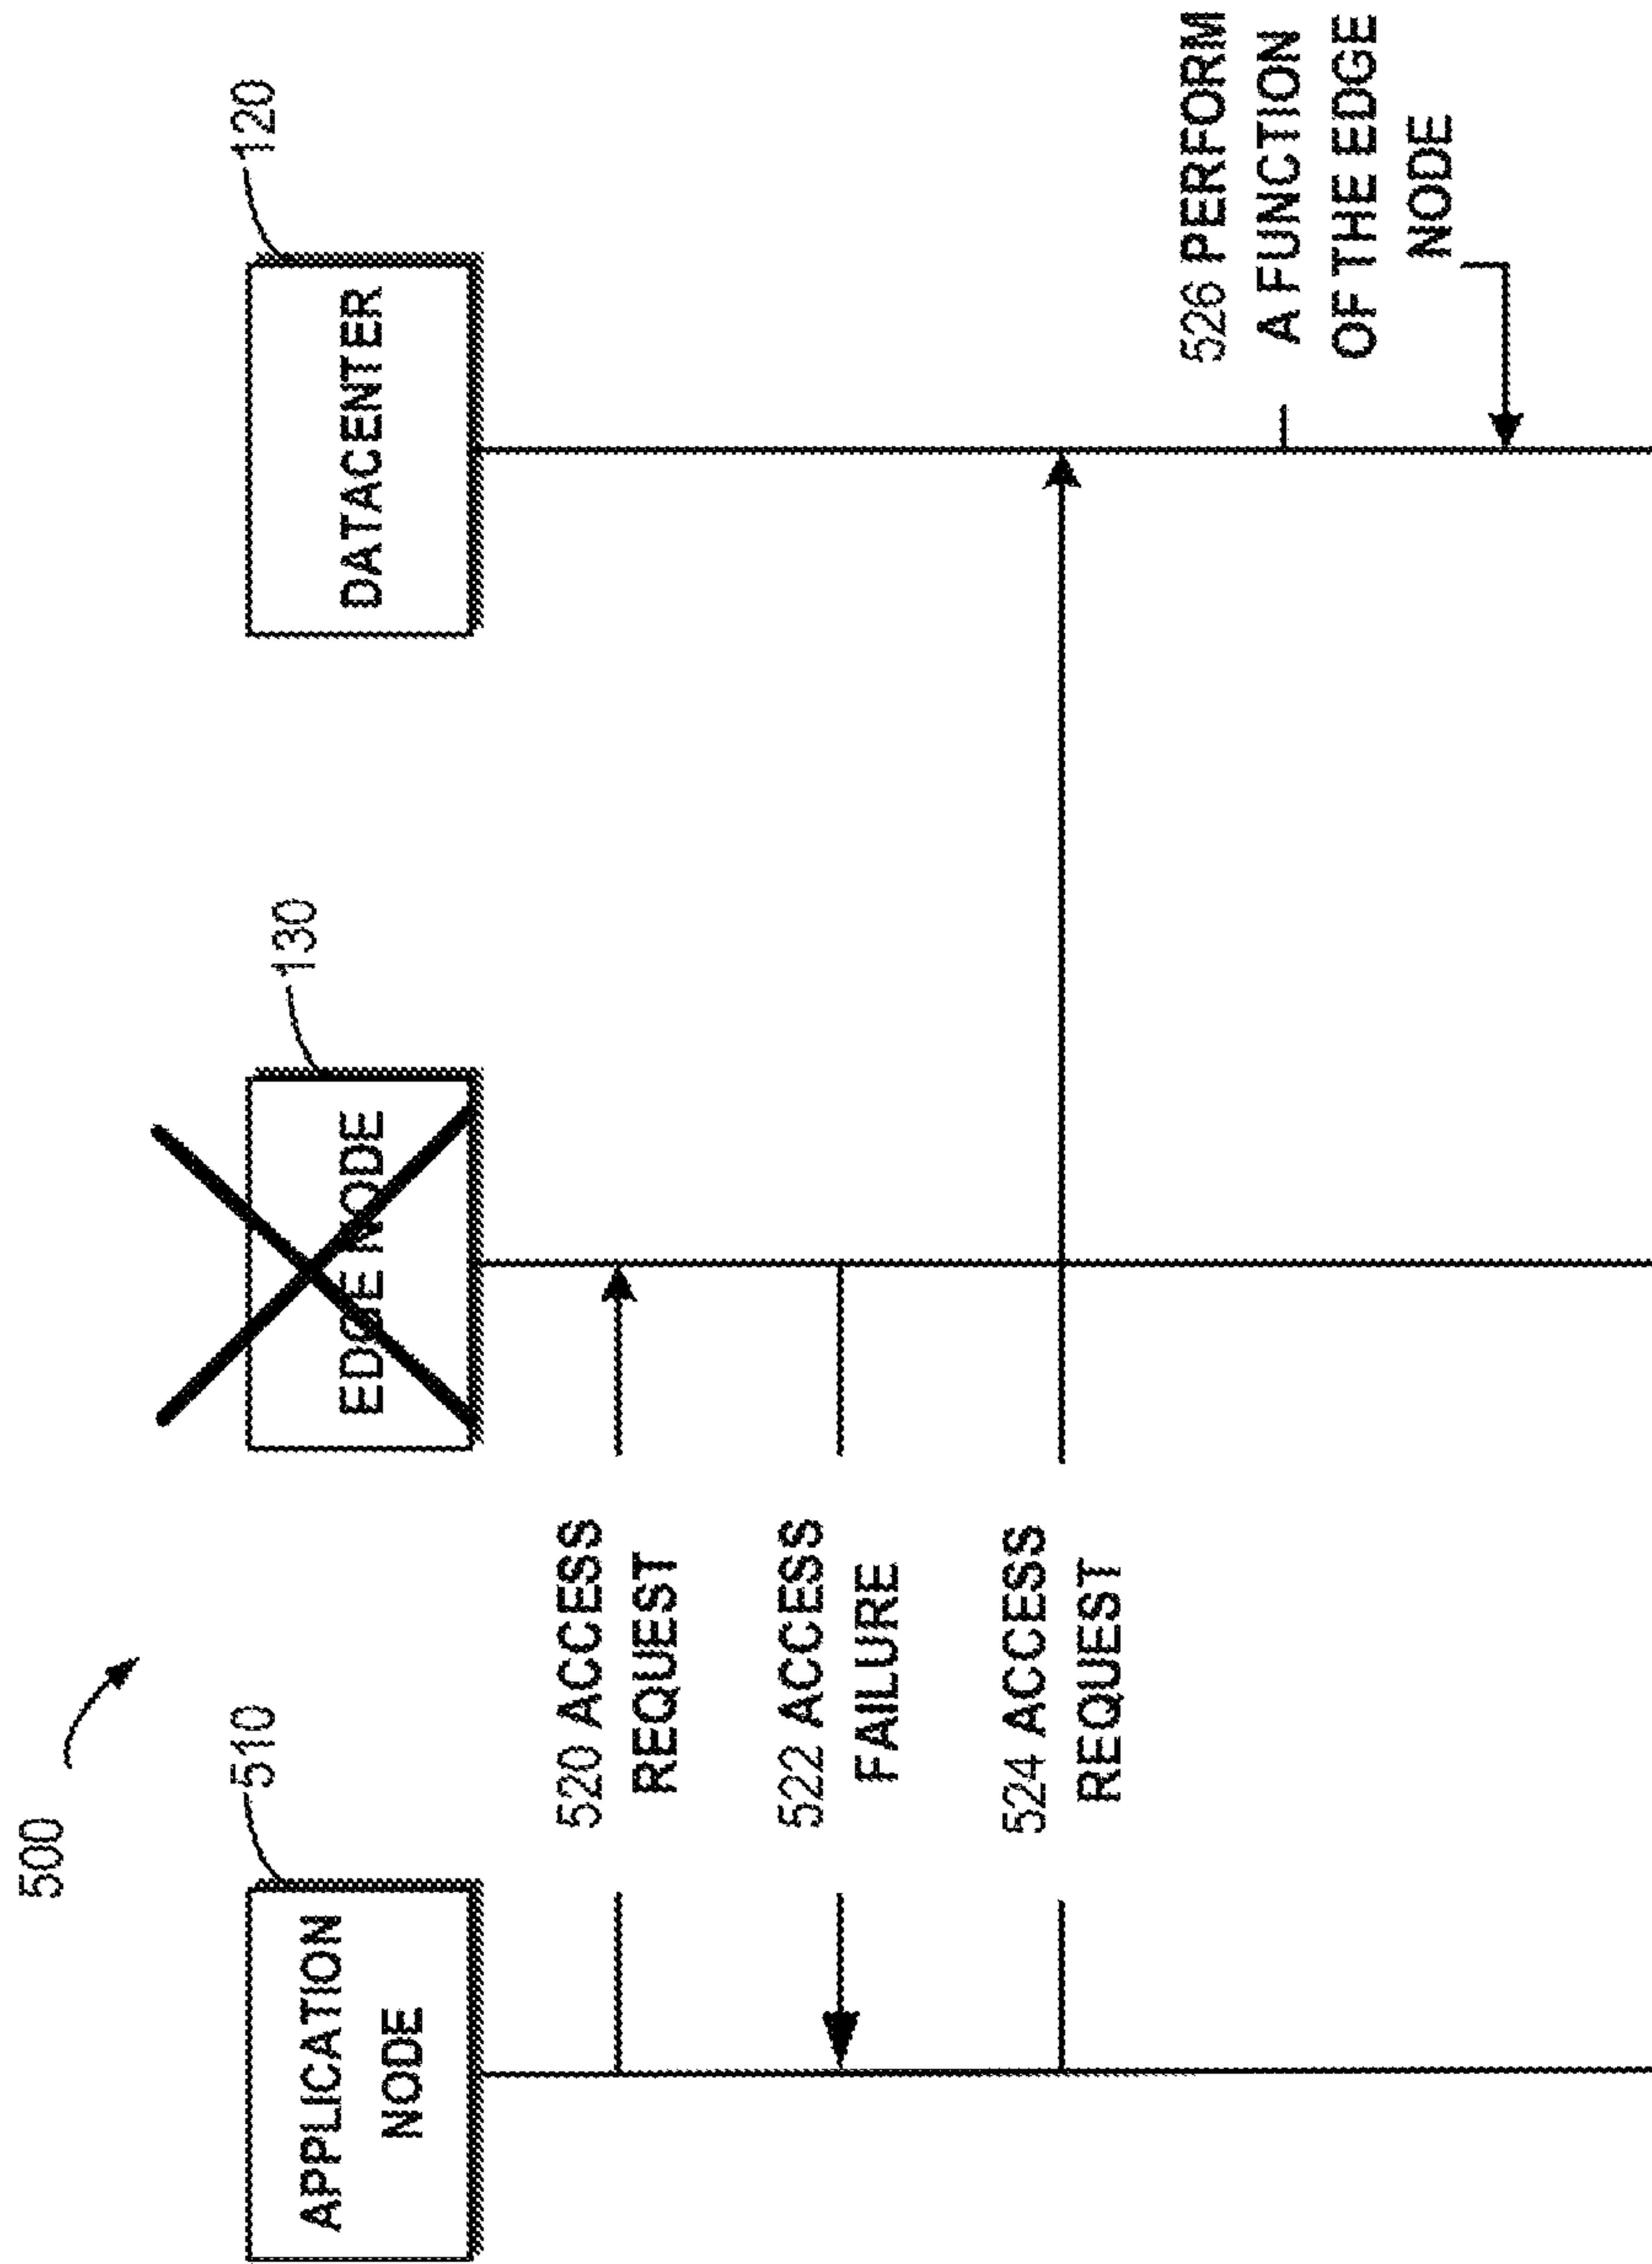 500
510
130
120
APPLICATION
NODE
EDGE NODE
DATACENTER
520 ACCESS
REQUEST
522 ACCESS
FAILURE
524 ACCESS
REQUEST
526 PERFORM
A FUNCTION
OF THE EDGE
NODE